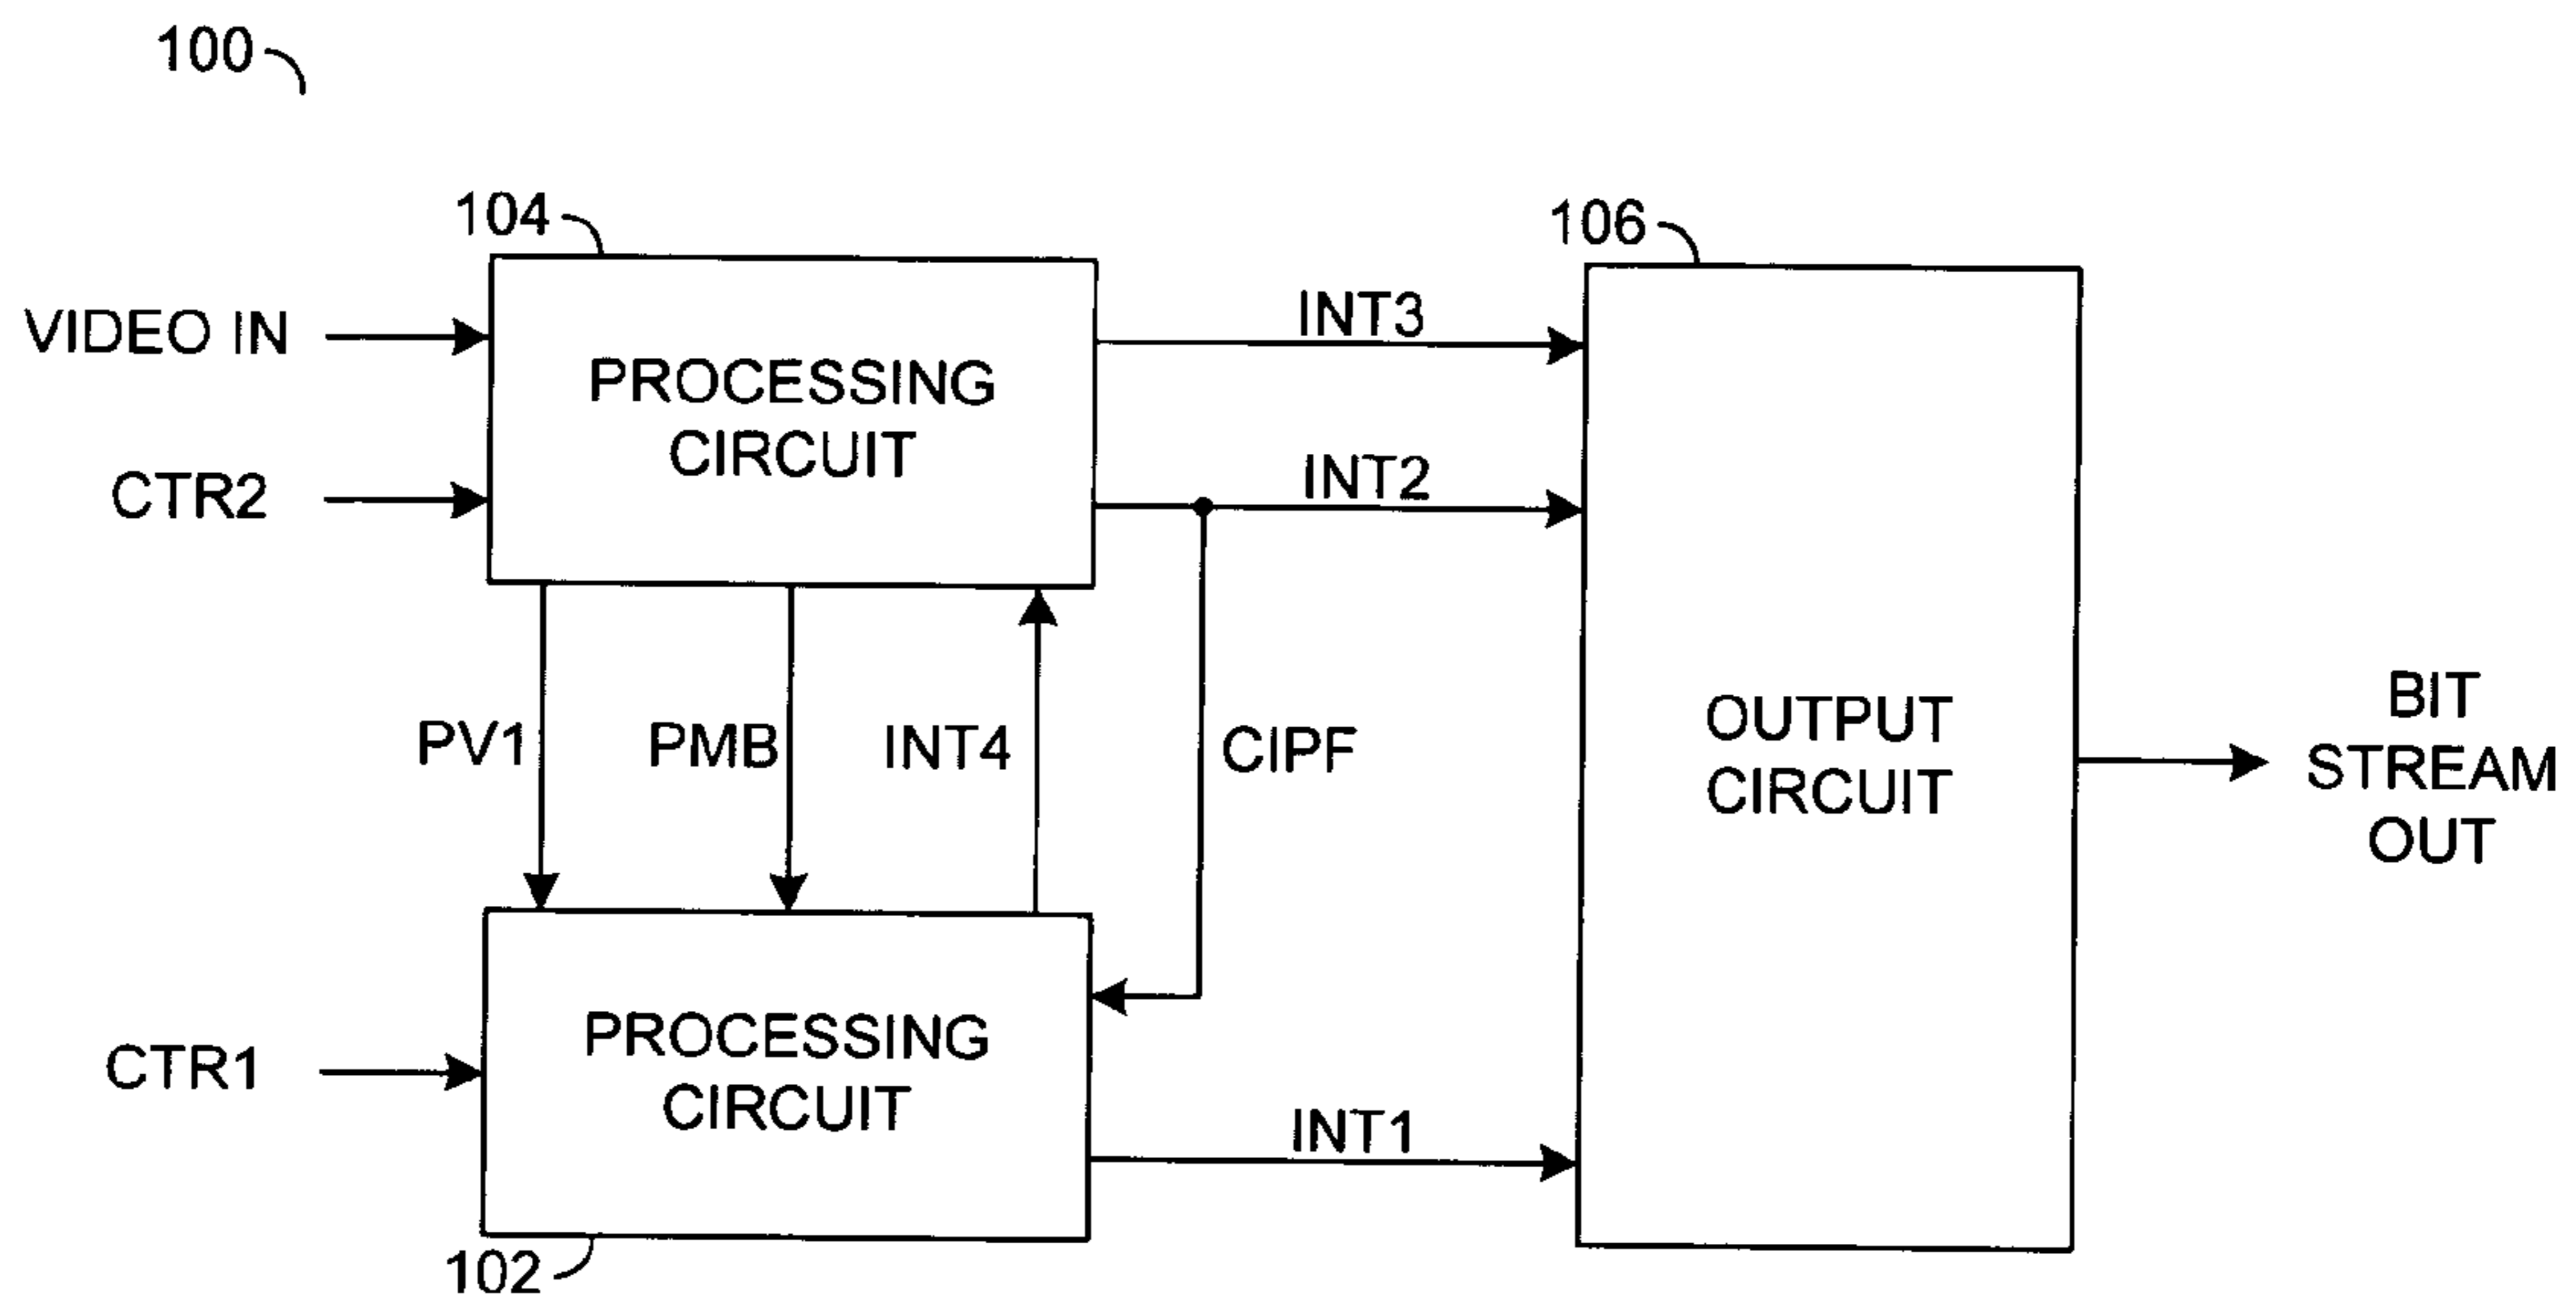 100
104
106
VIDEO IN
INT3
PROCESSING
CIRCUIT
CTR2
INT2
PV1
PMB
INT4
CIPF
OUTPUT
CIRCUIT
BIT
STREAM
OUT
CTR1
PROCESSING
CIRCUIT
INT1
102